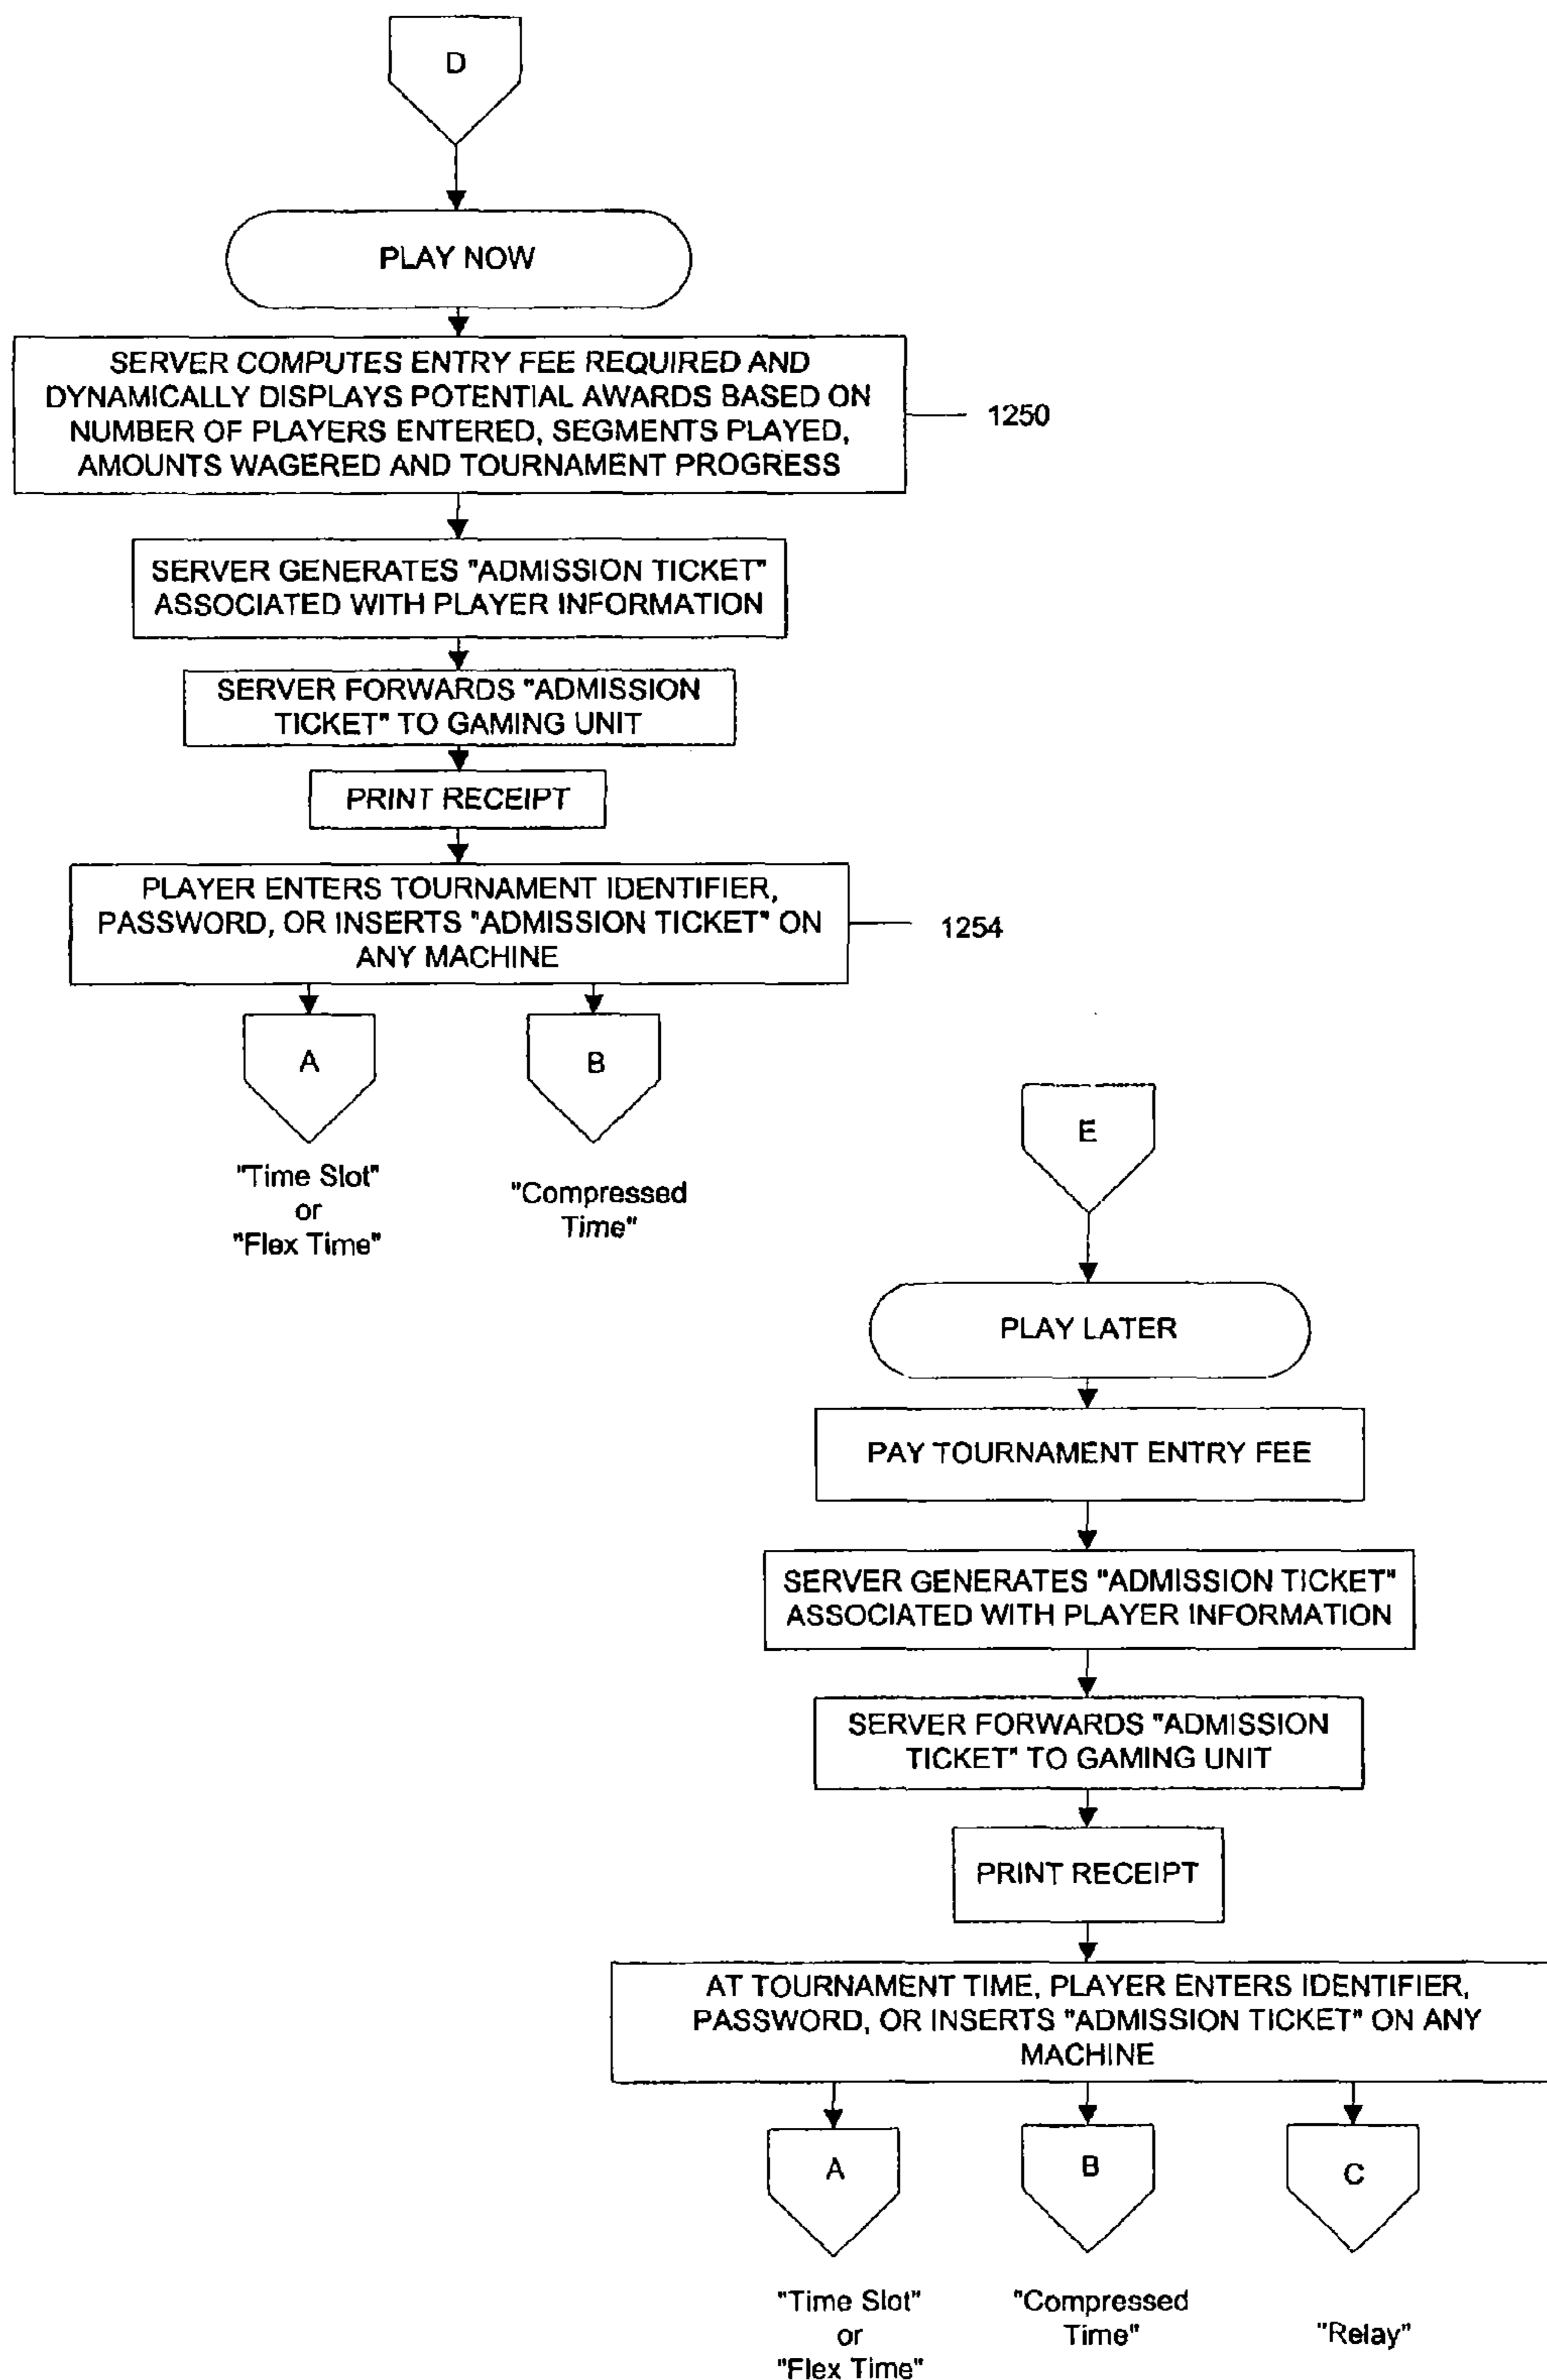 D
PLAY NOW
SERVER COMPUTES ENTRY FEE REQUIRED AND
DYNAMICALLY DISPLAYS POTENTIAL AWARDS BASED ON
NUMBER OF PLAYERS ENTERED, SEGMENTS PLAYED,
AMOUNTS WAGERED AND TOURNAMENT PROGRESS
1250
SERVER GENERATES "ADMISSION TICKET"
ASSOCIATED WITH PLAYER INFORMATION
SERVER FORWARDS "ADMISSION
TICKET" TO GAMING UNIT
PRINT RECEIPT
PLAYER ENTERS TOURNAMENT IDENTIFIER,
PASSWORD, OR INSERTS "ADMISSION TICKET" ON
ANY MACHINE
1254
A
B
"Time Slot"
or
"Flex Time"
"Compressed
Time"
E
PLAY LATER
PAY TOURNAMENT ENTRY FEE
SERVER GENERATES "ADMISSION TICKET"
ASSOCIATED WITH PLAYER INFORMATION
SERVER FORWARDS "ADMISSION
TICKET" TO GAMING UNIT
PRINT RECEIPT
AT TOURNAMENT TIME, PLAYER ENTERS IDENTIFIER,
PASSWORD, OR INSERTS "ADMISSION TICKET" ON ANY
MACHINE
A
B
C
"Time Slot"
or
"Flex Time"
"Compressed
Time"
"Relay"